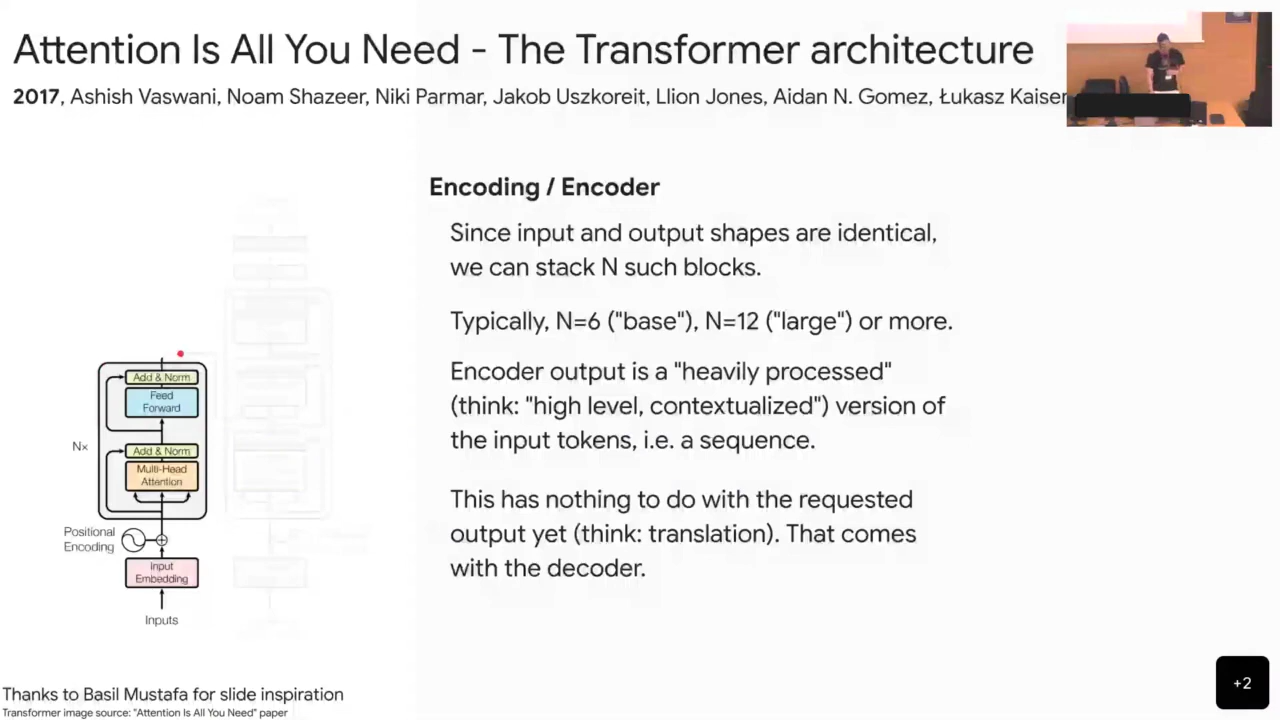 Attention Is All You Need - The Transformer architecture
2017, Ashish Vaswani, Noam Shazeer, Niki Parmar, Jakob Uszkoreit, Llion Jones, Aidan N. Gomez, Łukasz Kaiser
Encoding / Encoder
Since input and output shapes are identical,
we can stack N such blocks.
Typically, N=6 ("base"), N=12 ("large") or more.
Encoder output is a "heavily processed"
(think: "high level, contextualized") version of
the input tokens, i.e. a sequence.
This has nothing to do with the requested
output yet (think: translation). That comes
with the decoder.
Add & Norm
Feed
Forward
Nx
Add & Norm
Multi-Head
Attention
Positional
Encoding
Input
Embedding
Inputs
Thanks to Basil Mustafa for slide inspiration
Transformer image source: "Attention Is All You Need" paper
+2